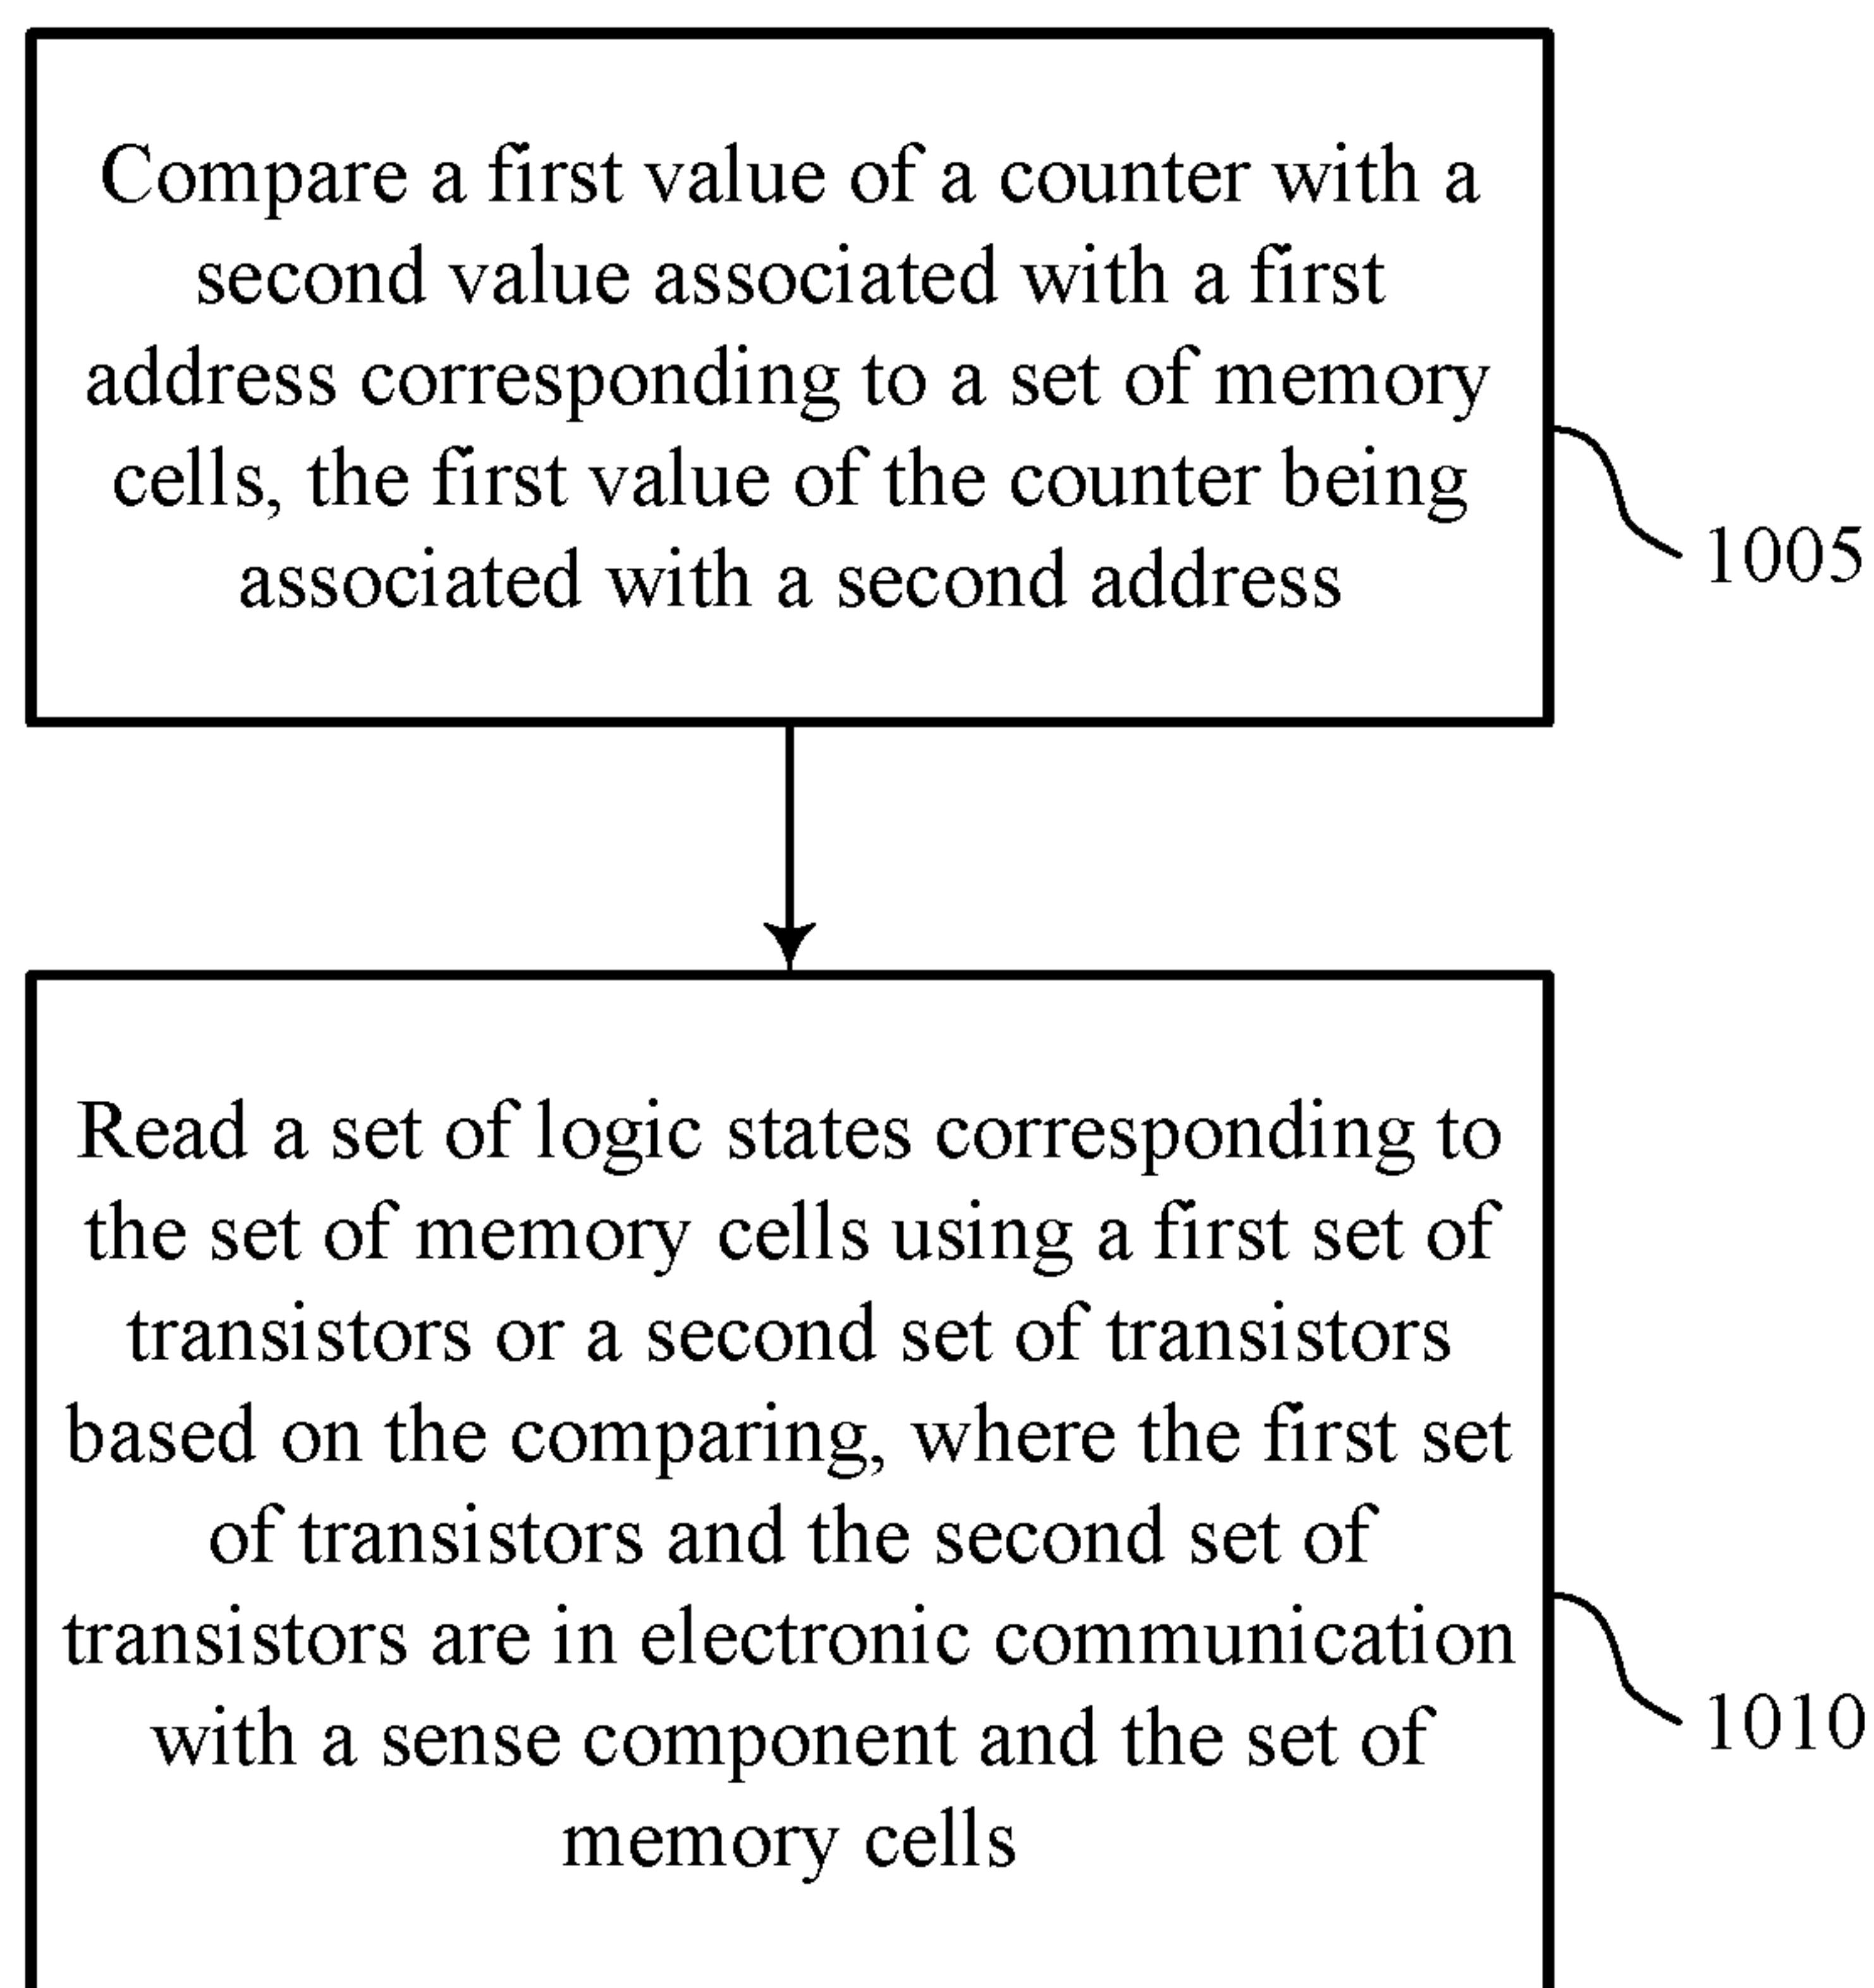 Compare a first value of a counter with a
second value associated with a first
address corresponding to a set of memory
cells, the first value of the counter being
associated with a second address
1005
Read a set of logic states corresponding to
the set of memory cells using a first set of
transistors or a second set of transistors
based on the comparing, where the first set
of transistors and the second set of
transistors are in electronic communication
with a sense component and the set of
memory cells
1010